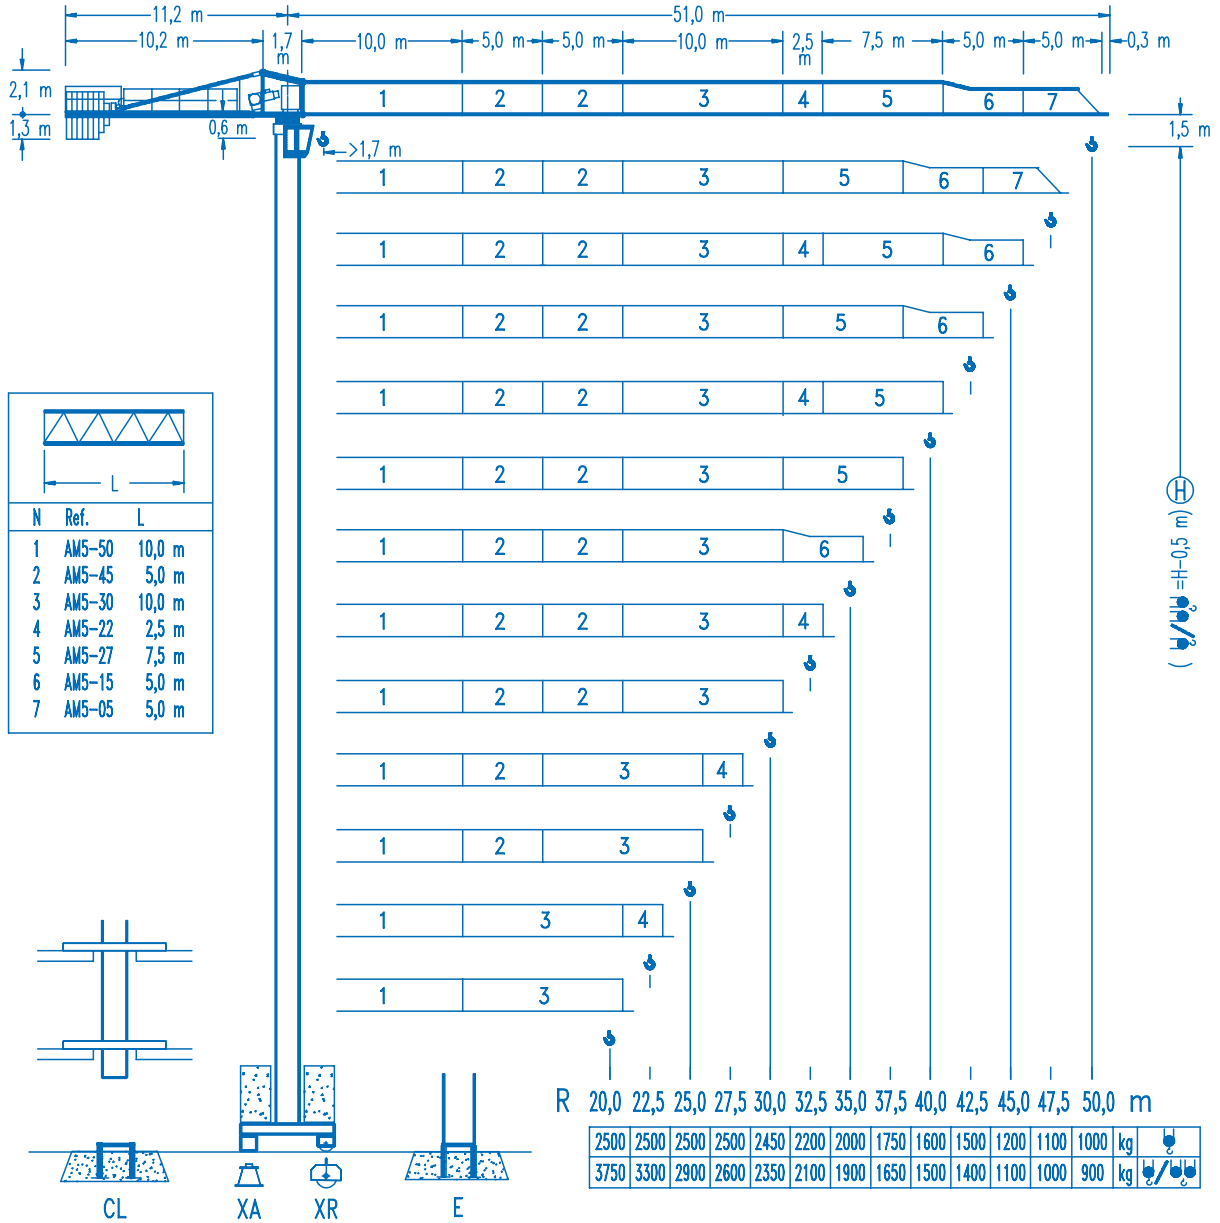 11,2 m 51,0 m
10,2 m 1,7 m 10,0 m 5,0 m 5,0 m 10,0 m 2,5 m 7,5 m 5,0 m 5,0 m 0,3 m
2,1 m
1 2 2 3 4 5 6 7
1,3 m 0,6 m 1,5 m
>1,7 m
1 2 2 3 5 6 7
1 2 2 3 4 5 6
1 2 2 3 5 6
1 2 2 3 4 5
1 2 2 3 5
1 2 2 3 6
1 2 2 3 4
1 2 2 3
1 2 3 4
1 2 3
1 3 4
1 3
H
( =H-0,5 m)
L
N Ref. L
1 AM5-50 10,0 m
2 AM5-45 5,0 m
3 AM5-30 10,0 m
4 AM5-22 2,5 m
5 AM5-27 7,5 m
6 AM5-15 5,0 m
7 AM5-05 5,0 m
R 20,0 22,5 25,0 27,5 30,0 32,5 35,0 37,5 40,0 42,5 45,0 47,5 50,0 m
2500 2500 2500 2500 2450 2200 2000 1750 1600 1500 1200 1100 1000 kg
3750 3300 2900 2600 2350 2100 1900 1650 1500 1400 1100 1000 900 kg /
CL XA XR E